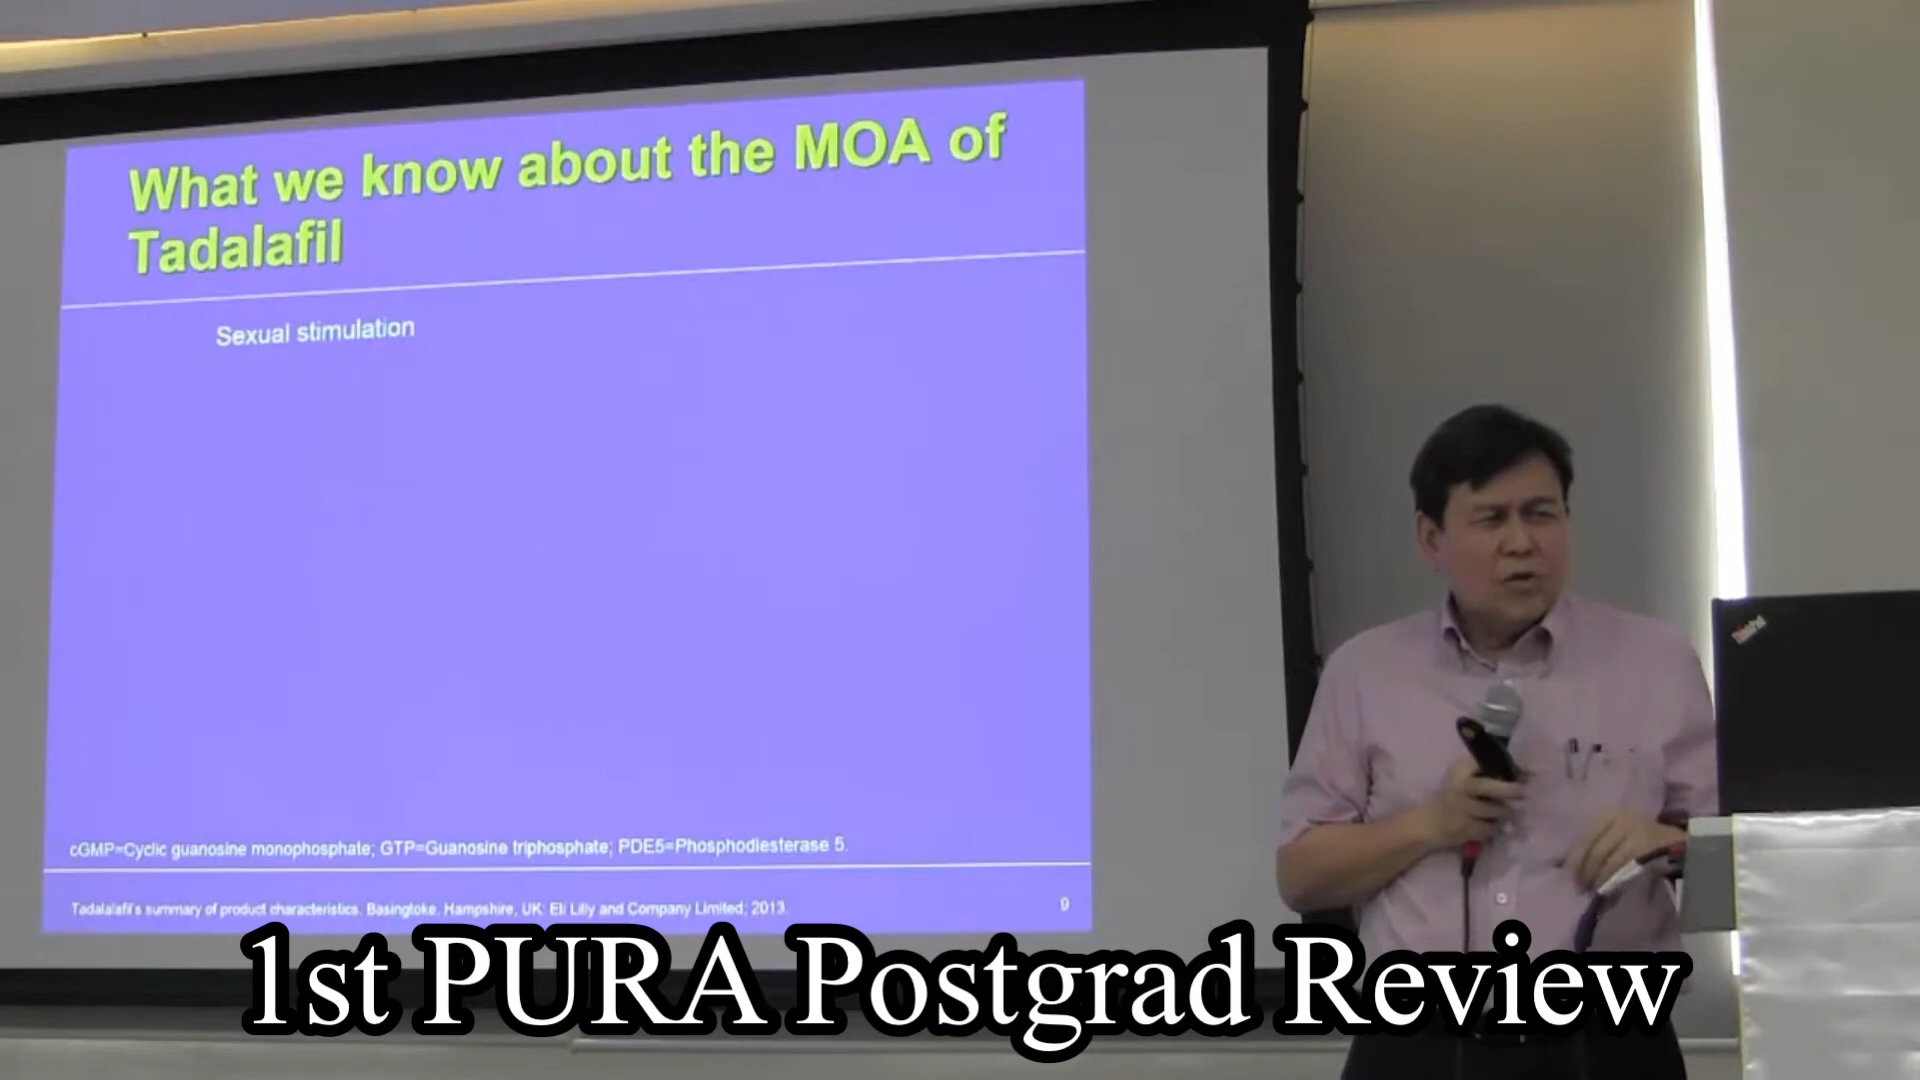 What we know about the MOA of
Tadalafil
Sexual stimulation
cGMP=Cyclic guanosine monophosphate; GTP=Guanosine triphosphate; PDE5=Phosphodiesterase 5.
Tadalalafil's summary of product characteristics. Basingtoke, Hampshire, UK: Eli Lilly and Company Limited; 2013.
9
ThinkPad
1st PURA Postgrad Review